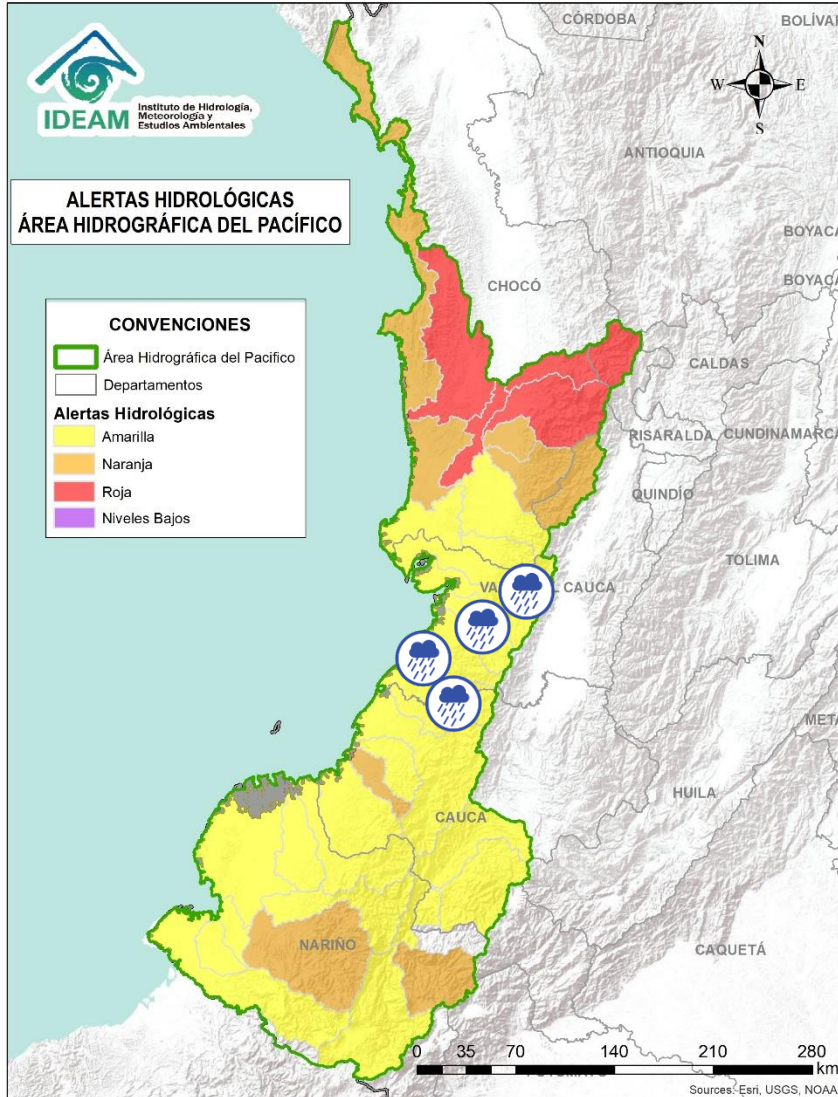 IDEAM
Instituto de Hidrología,
Meteorología y
Estudios Ambientales
ALERTAS HIDROLÓGICAS
ÁREA HIDROGRÁFICA DEL PACÍFICO
CONVENCIONES
Área Hidrográfica del Pacifico
Departamentos
Alertas Hidrológicas
Amarilla
Naranja
Roja
Niveles Bajos
N
W E
S
CÓRDOBA
BOLÍVAR
ANTIOQUIA
BOYACÁ
BOYACÁ
CHOCÓ
CALDAS
RISARALDA
CUNDINAMARCA
QUINDÍO
TOLIMA
CAUCA
META
HUILA
CAUCA
NARIÑO
CAQUETÁ
0 35 70 140 210 280
km
Sources: Esri, USGS, NOAA